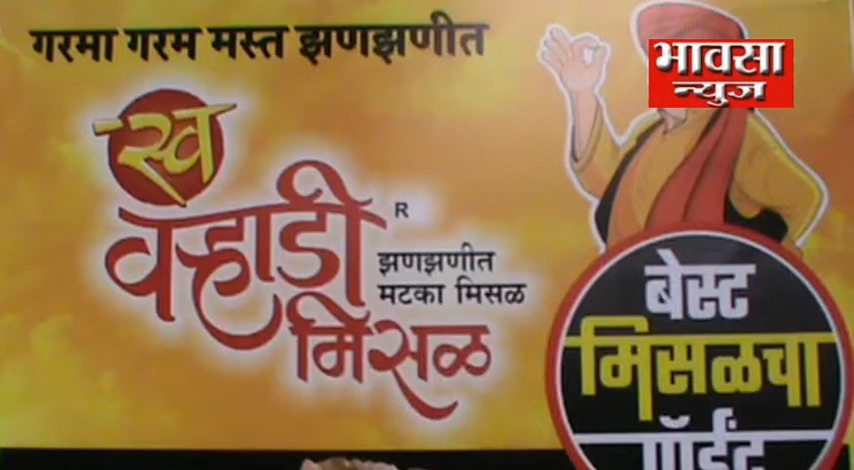 गरमा गरम मस्त झणझणीत
भावसा
न्युज
स्व
वऱ्हाडी
R
झणझणीत
मटका मिसळ
मिसळ
बेस्ट
मिसळचा
पॉईंट